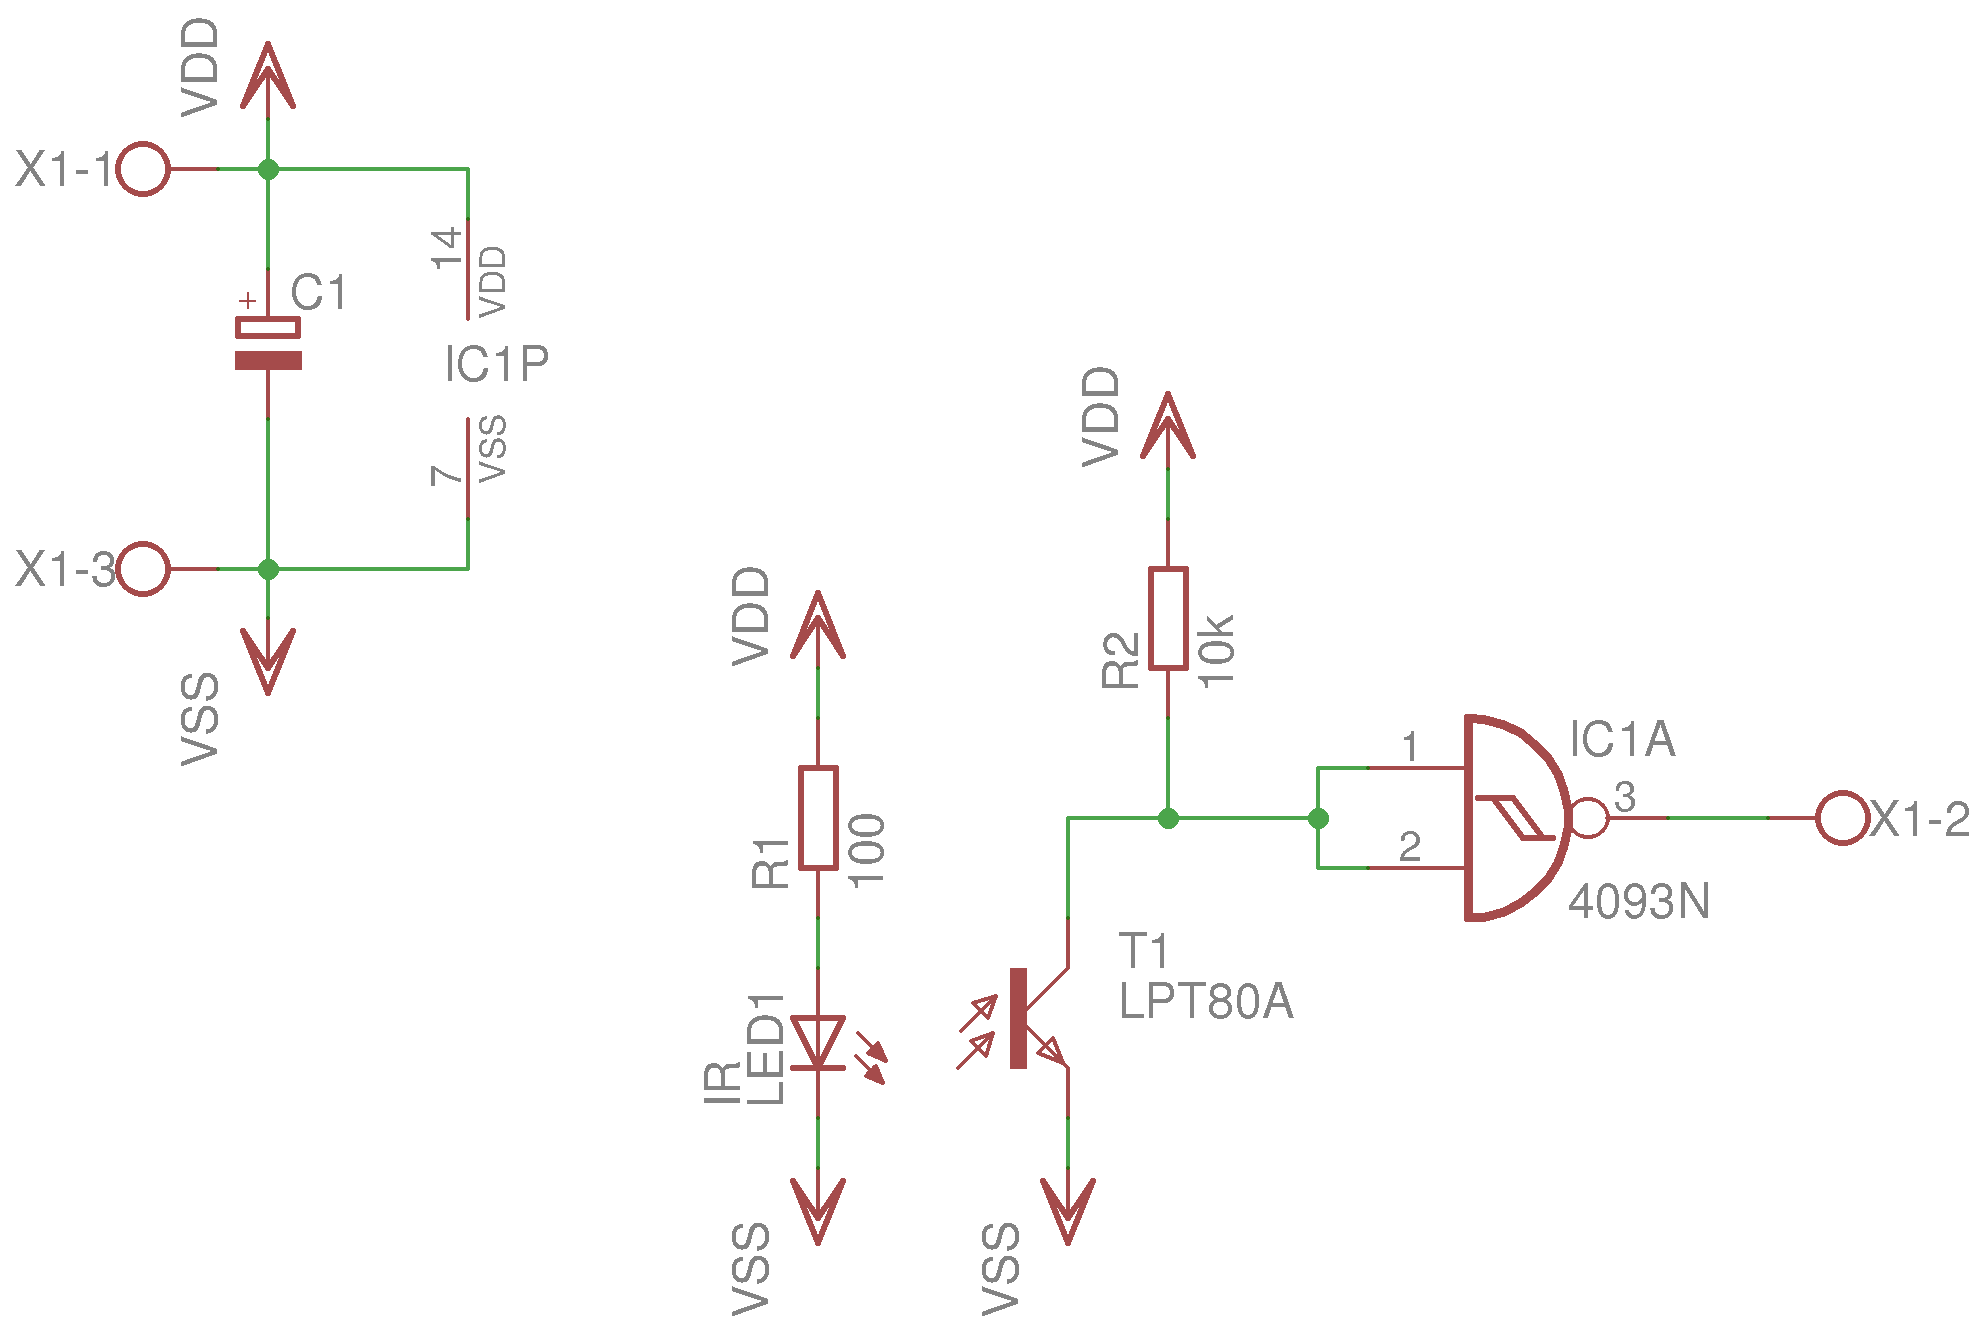 VDD
X1-1
14
VDD
C1
+
IC1P
VSS
7
X1-3
VSS
VDD
R2
10k
VDD
R1
100
IR
LED1
VSS
T1
LPT80A
VSS
1
2
IC1A
3
4093N
X1-2